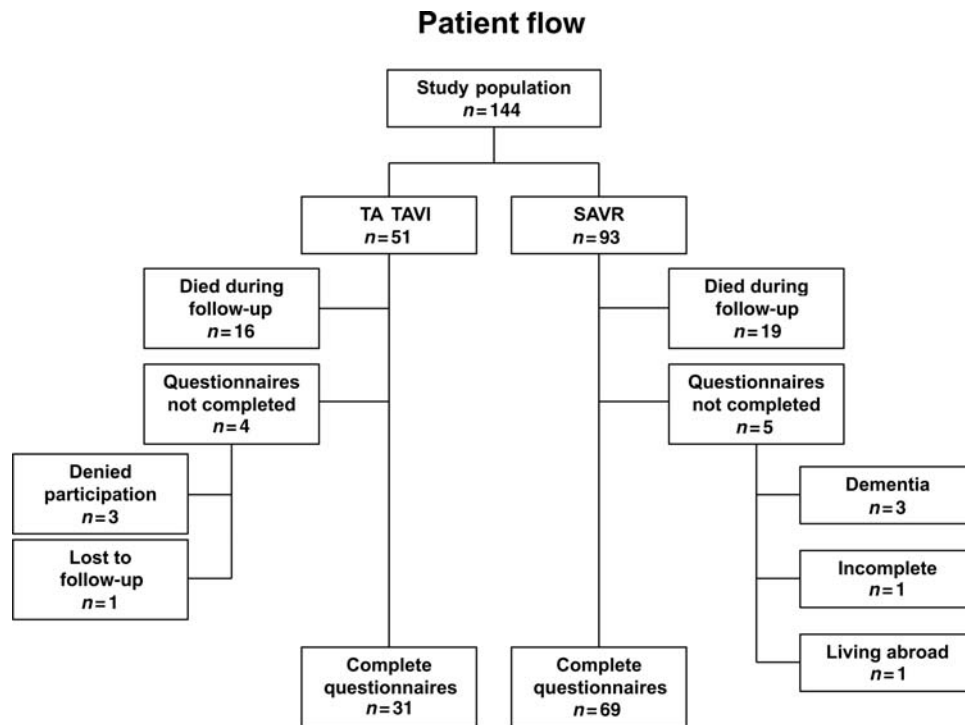 Patient flow
Study population
n=144
TA TAVI
n=51
SAVR
n=93
Died during
follow-up
n=16
Died during
follow-up
n=19
Questionnaires
not completed
n=4
Questionnaires
not completed
n=5
Denied
participation
n=3
Lost to
follow-up
n=1
Dementia
n=3
Incomplete
n=1
Living abroad
n=1
Complete
questionnaires
n=31
Complete
questionnaires
n=69